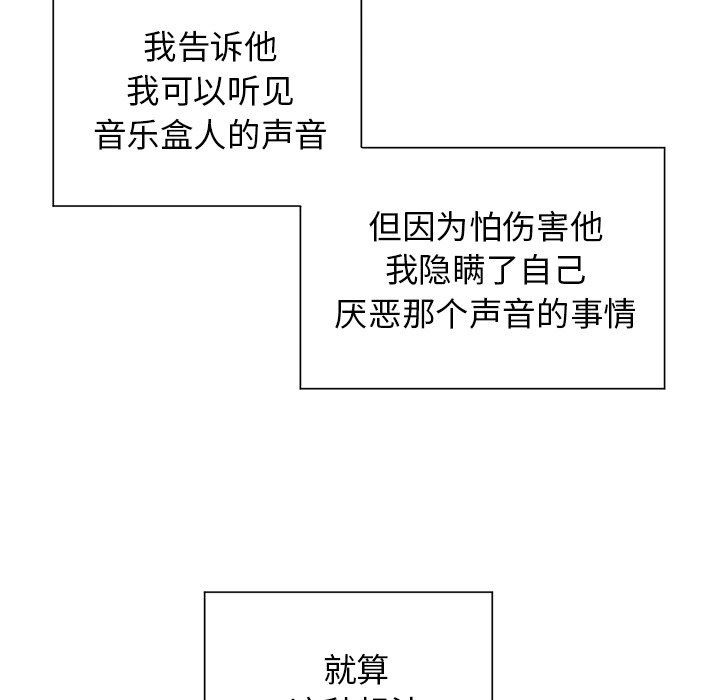 我告诉他
我可以听见
音乐盒人的声音
但因为怕伤害他
我隐瞒了自己
厌恶那个声音的事情
就算